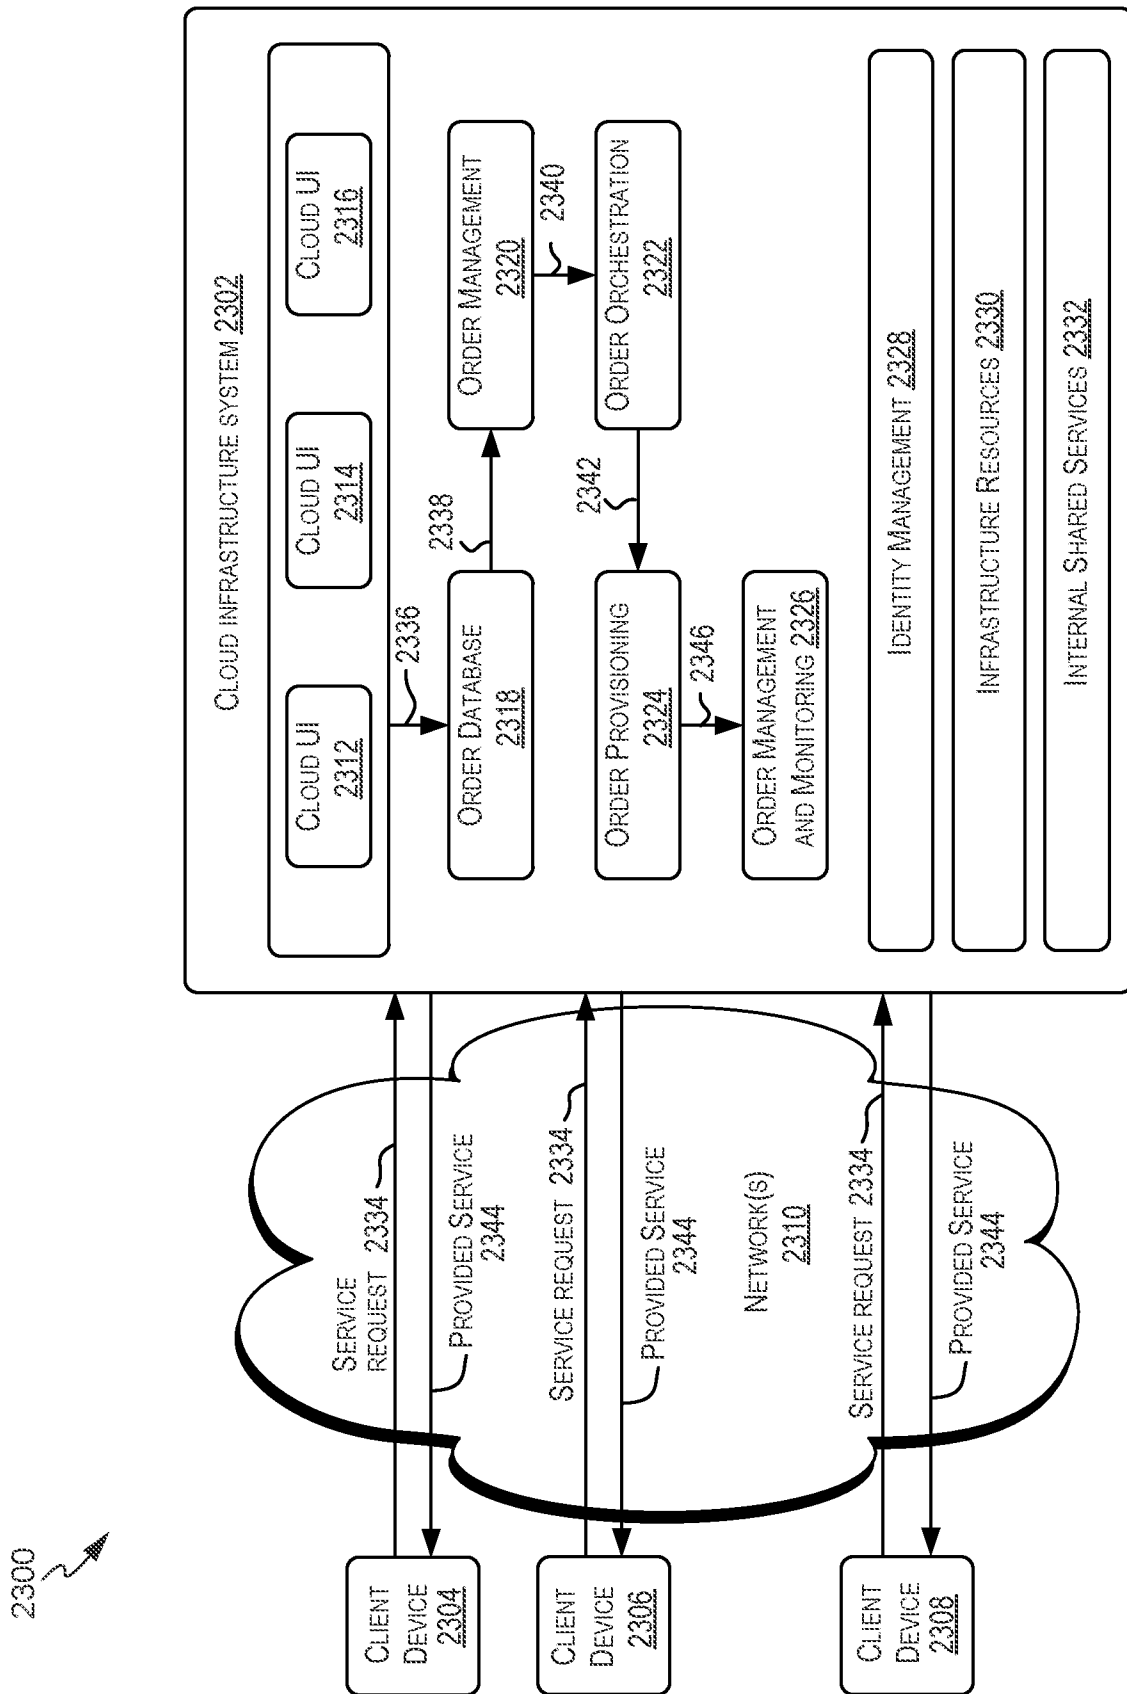 2300
CLIENT
DEVICE
2304
CLIENT
DEVICE
2306
CLIENT
DEVICE
2308
SERVICE
REQUEST 2334
PROVIDED SERVICE
2344
SERVICE REQUEST 2334
PROVIDED SERVICE
2344
NETWORK(S)
2310
SERVICE REQUEST 2334
PROVIDED SERVICE
2344
CLOUD INFRASTRUCTURE SYSTEM 2302
CLOUD UI
2312
CLOUD UI
2314
CLOUD UI
2316
2336
ORDER DATABASE
2318
2338
ORDER MANAGEMENT
2320
2340
ORDER PROVISIONING
2324
2342
ORDER ORCHESTRATION
2322
2346
ORDER MANAGEMENT
AND MONITORING 2326
IDENTITY MANAGEMENT 2328
INFRASTRUCTURE RESOURCES 2330
INTERNAL SHARED SERVICES 2332